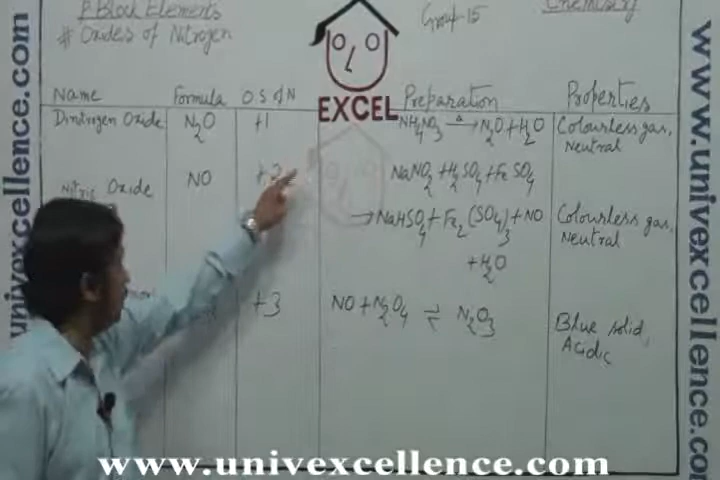 P Block Elements
Group-15
Chemistry
# Oxides of Nitrogen
EXCEL
Name Formula O.S of N Preparation Properties
Dinitrogen Oxide N2O +1 NH4NO3 →Δ N2O + H2O Colourless gas, Neutral
Nitric Oxide NO +2 NaNO2 + H2SO4 + FeSO4
→ NaHSO4 + Fe2(SO4)3 + NO Colourless gas, Neutral
+ H2O
+3 NO + N2O4 ⇌ N2O3 Blue solid, Acidic
www.univexcellence.com
www.univexcellence.com
www.univexcellence.com